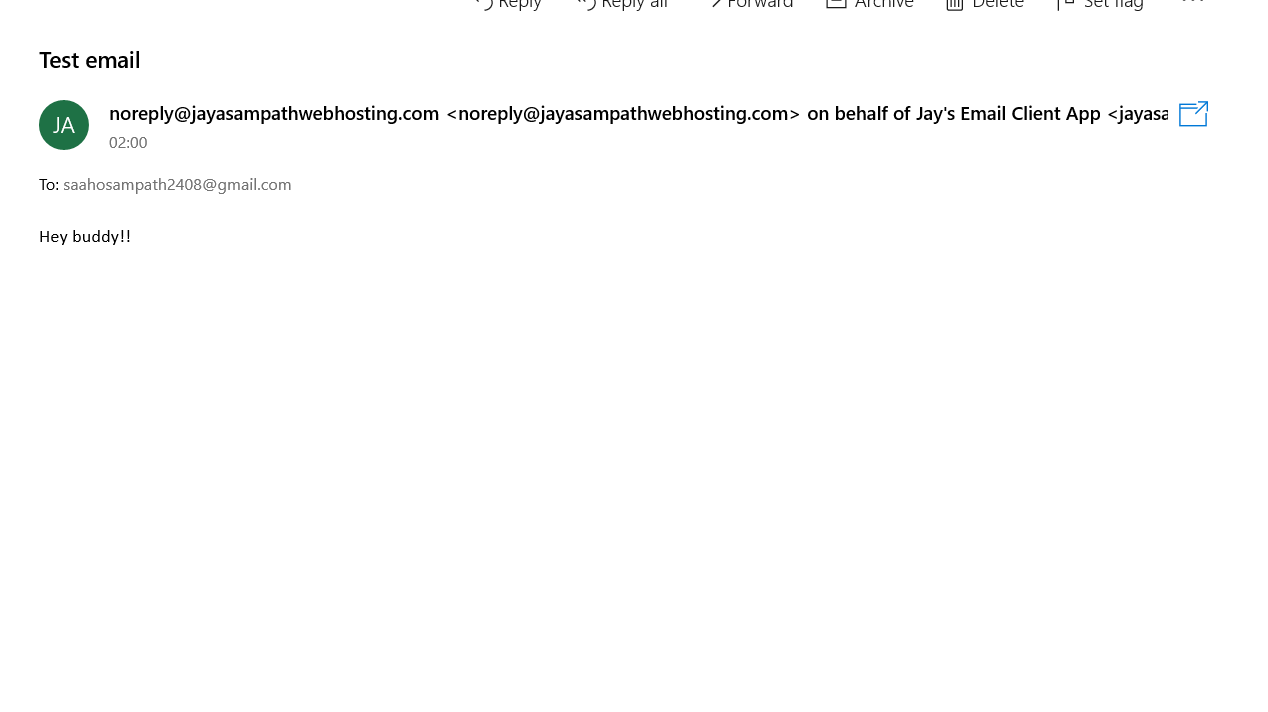 Reply Reply all Forward Archive Delete Set flag
Test email
JA
noreply@jayasampathwebhosting.com <noreply@jayasampathwebhosting.com> on behalf of Jay's Email Client App <jayasa
02:00
To: saahosampath2408@gmail.com
Hey buddy!!